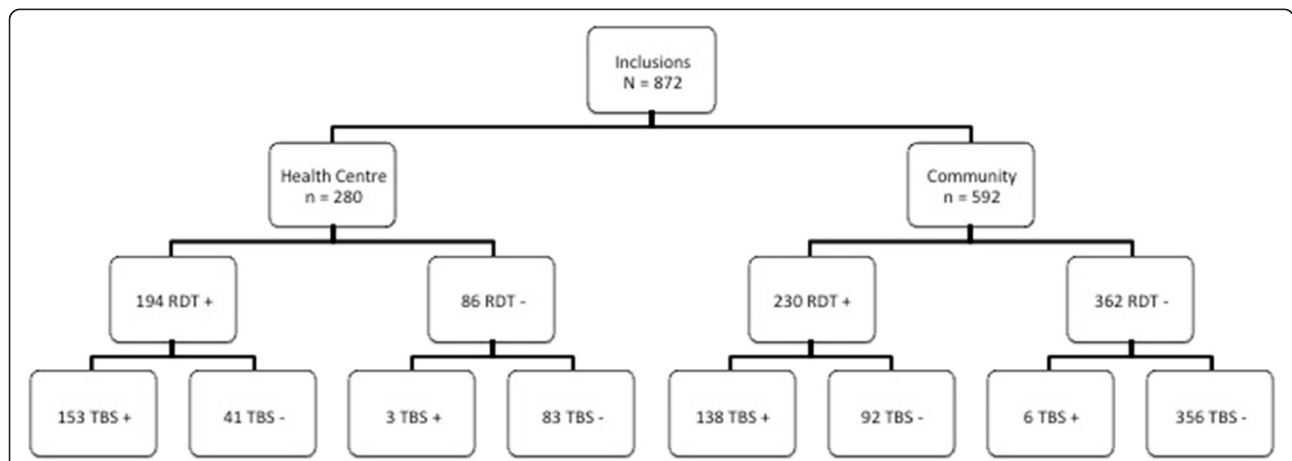 Inclusions
N = 872
Health Centre
n = 280
Community
n = 592
194 RDT +
86 RDT -
230 RDT +
362 RDT -
153 TBS +
41 TBS -
3 TBS +
83 TBS -
138 TBS +
92 TBS -
6 TBS +
356 TBS -